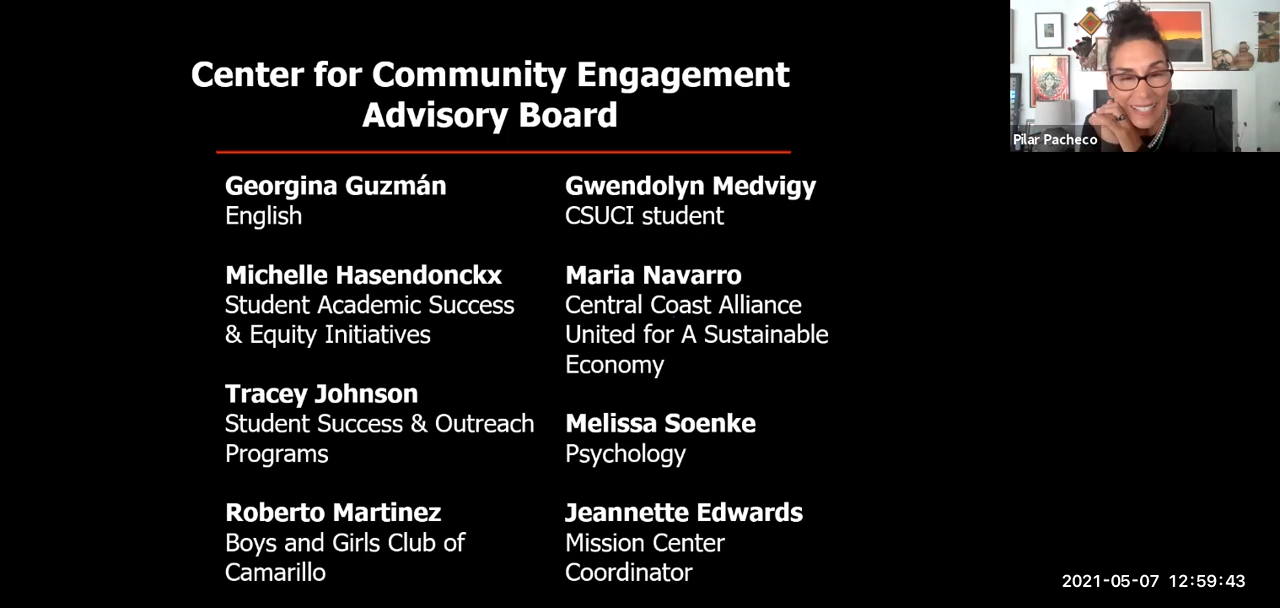 Center for Community Engagement
Advisory Board
Georgina Guzmán
English
Michelle Hasendonckx
Student Academic Success
& Equity Initiatives
Tracey Johnson
Student Success & Outreach
Programs
Roberto Martinez
Boys and Girls Club of
Camarillo
Gwendolyn Medvigy
CSUCI student
Maria Navarro
Central Coast Alliance
United for A Sustainable
Economy
Melissa Soenke
Psychology
Jeannette Edwards
Mission Center
Coordinator
Pilar Pacheco
2021-05-07 12:59:43